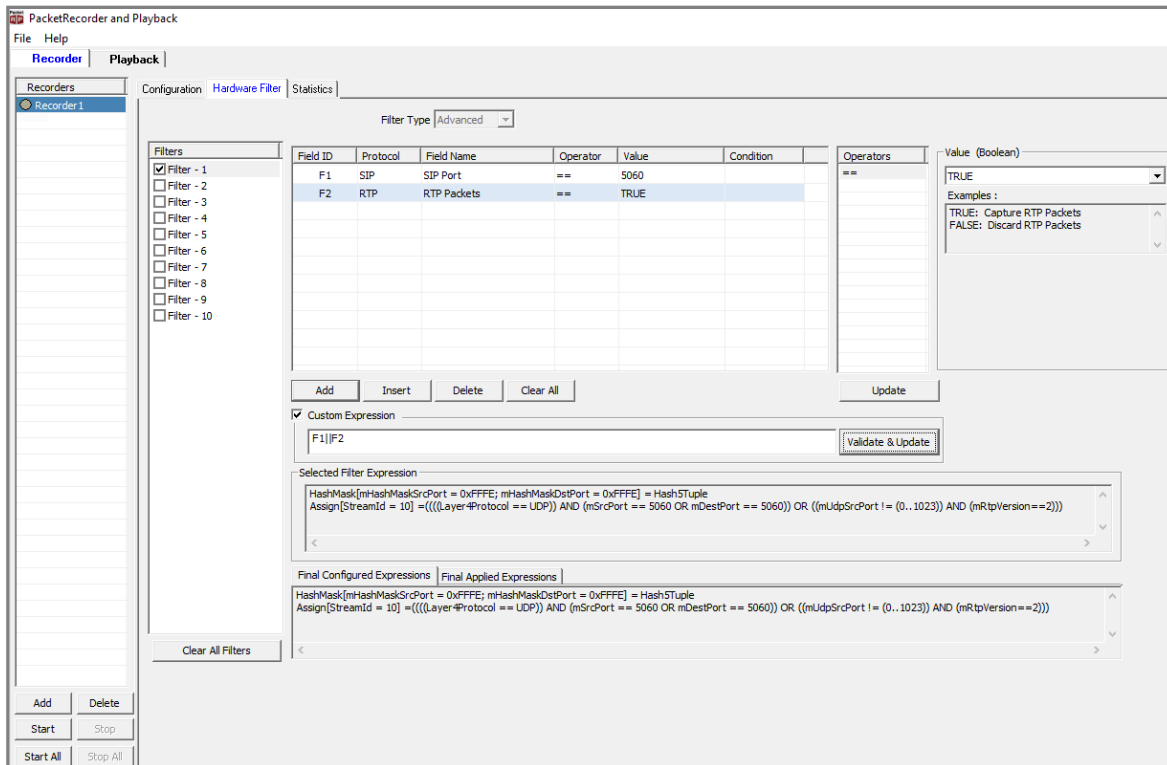 PacketRecorder and Playback
File Help
Recorder Playback
Recorders
Recorder1
Configuration Hardware Filter Statistics
Filter Type Advanced
Filters
Filter - 1
Filter - 2
Filter - 3
Filter - 4
Filter - 5
Filter - 6
Filter - 7
Filter - 8
Filter - 9
Filter - 10
Clear All Filters
Field ID Protocol Field Name Operator Value Condition
F1 SIP SIP Port == 5060
F2 RTP RTP Packets == TRUE
Operators
==
Value (Boolean)
TRUE
Examples :
TRUE: Capture RTP Packets
FALSE: Discard RTP Packets
Add Insert Delete Clear All
Update
Custom Expression
F1||F2
Validate & Update
Selected Filter Expression
HashMask[mHashMaskSrcPort = 0xFFFE; mHashMaskDstPort = 0xFFFE] = Hash5Tuple
Assign[StreamId = 10] =((((Layer4Protocol == UDP)) AND (mSrcPort == 5060 OR mDestPort == 5060)) OR ((mUdpSrcPort != (0..1023)) AND (mRtpVersion==2)))
Final Configured Expressions Final Applied Expressions
HashMask[mHashMaskSrcPort = 0xFFFE; mHashMaskDstPort = 0xFFFE] = Hash5Tuple
Assign[StreamId = 10] =((((Layer4Protocol == UDP)) AND (mSrcPort == 5060 OR mDestPort == 5060)) OR ((mUdpSrcPort != (0..1023)) AND (mRtpVersion==2)))
Add Delete
Start Stop
Start All Stop All